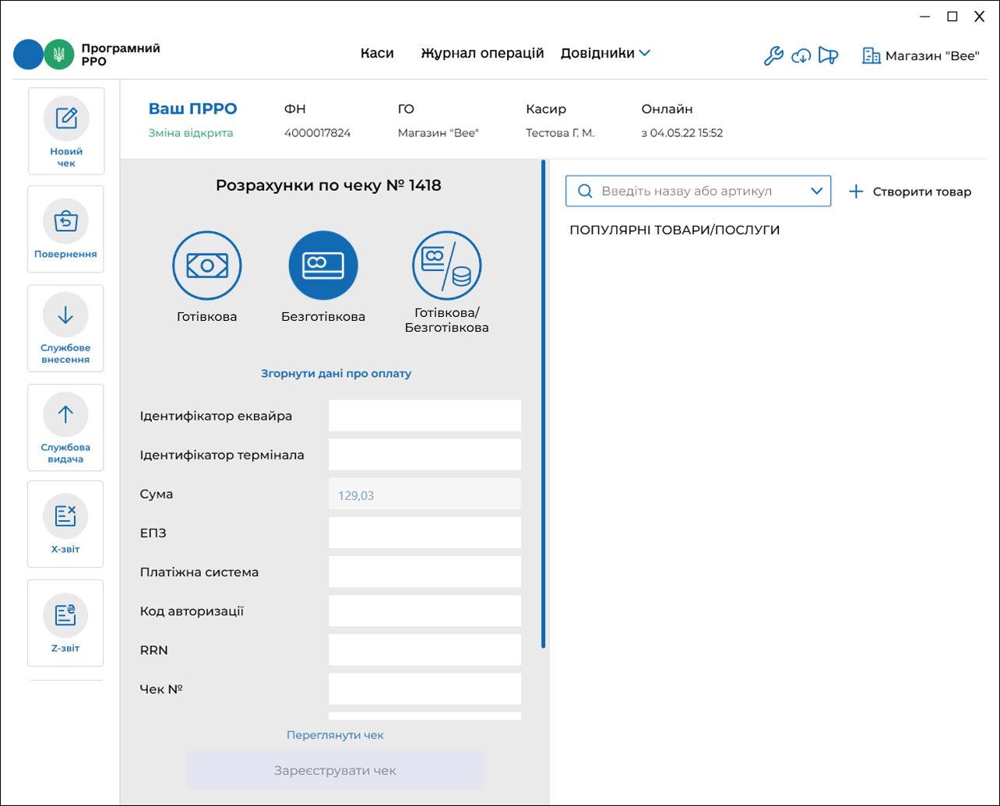 Програмний
РРО
Каси
Журнал операцій
Довідники
Магазин "Вее"
Ваш ПРРО
Зміна відкрита
ФН
4000017824
ГО
Магазин "Вее"
Касир
Тестова Г. М.
Онлайн
з 04.05.22 15:52
Новий
чек
Повернення
Службове
внесення
Службова
видача
X-звіт
Z-звіт
Розрахунки по чеку № 1418
Готівкова
Безготівкова
Готівкова/
Безготівкова
Згорнути дані про оплату
Ідентифікатор еквайра
Ідентифікатор термінала
Сума
129,03
ЕПЗ
Платіжна система
Код авторизації
RRN
Чек №
Переглянути чек
Зареєструвати чек
Введіть назву або артикул
Створити товар
ПОПУЛЯРНІ ТОВАРИ/ПОСЛУГИ